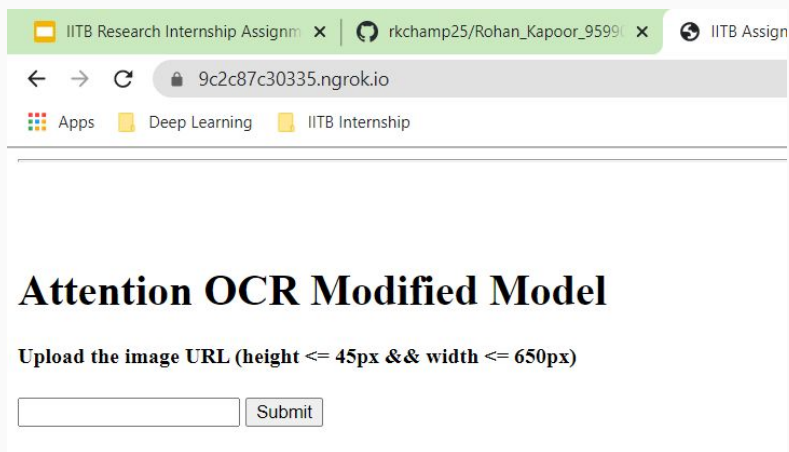 IITB Research Internship Assignm rkchamp25/Rohan_Kapoor_9599 IITB Assign
9c2c87c30335.ngrok.io
Apps Deep Learning IITB Internship
Attention OCR Modified Model
Upload the image URL (height <= 45px && width <= 650px)
Submit